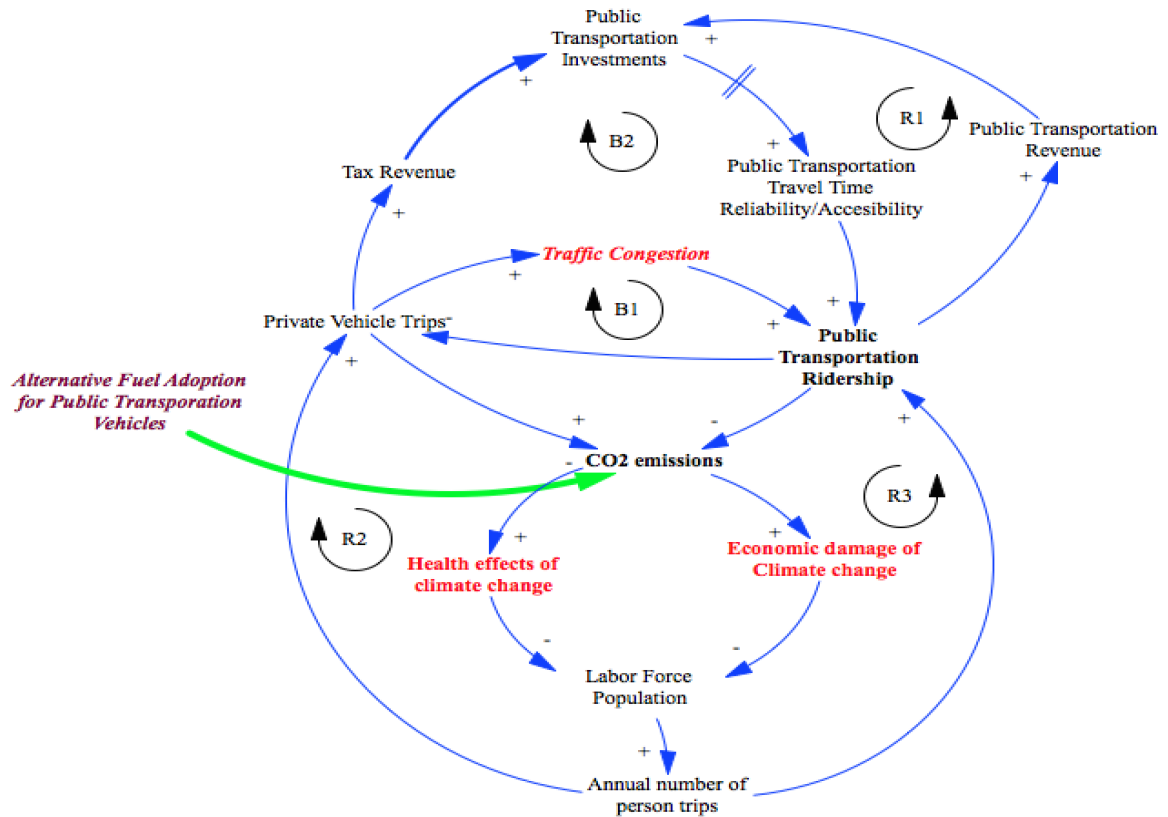 Public
Transportation
Investments
+
+
+
R1
Public Transportation
Revenue
+
B2
Tax Revenue
+
Public Transportation
Travel Time
Reliability/Accesibility
+
Traffic Congestion
+
B1
+
Private Vehicle Trips
-
+
Public
Transportation
Ridership
+
Alternative Fuel Adoption
for Public Transporation
Vehicles
+
-
-
CO2 emissions
R3
R2
+
+
Health effects of
climate change
Economic damage of
Climate change
-
-
Labor Force
Population
+
Annual number of
person trips